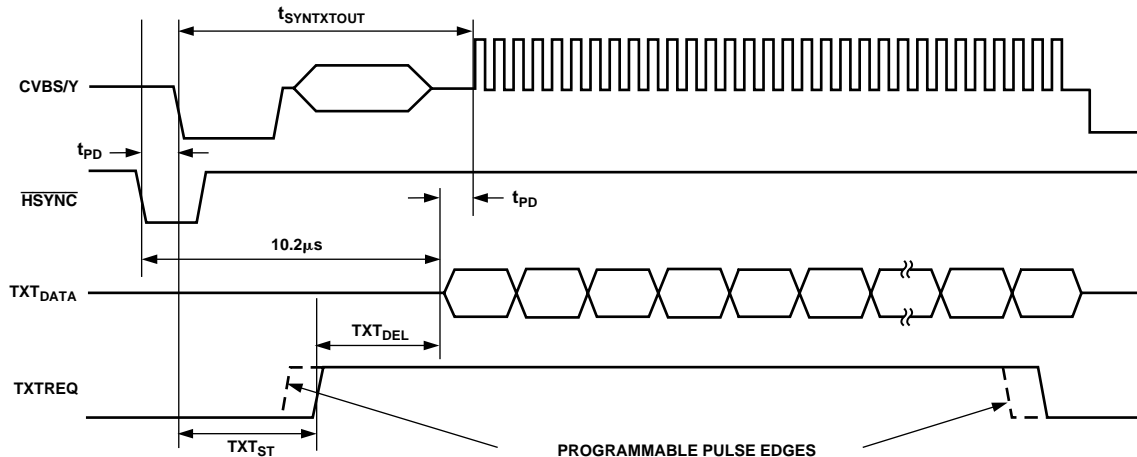 tSYNTXTOUT
CVBS/Y
tPD
HSYNC
tPD
10.2μs
TXTDATA
TXTDEL
TXTREQ
TXTST
PROGRAMMABLE PULSE EDGES